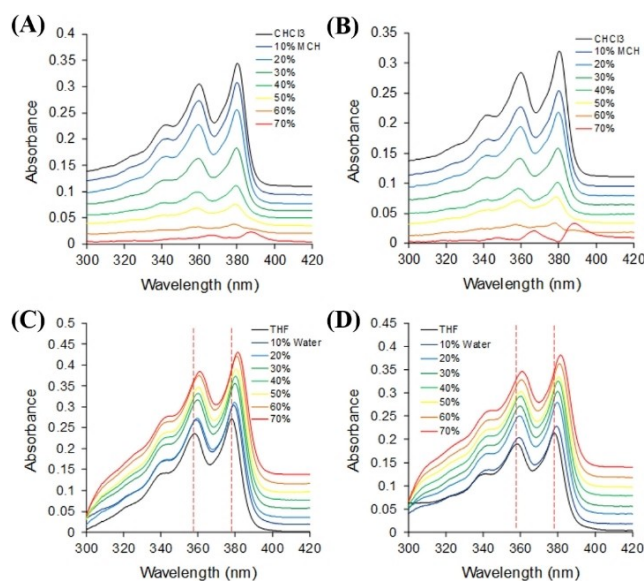 (A)
Absorbance
0.4
0.35
0.3
0.25
0.2
0.15
0.1
0.05
0
CHCl3
10% MCH
20%
30%
40%
50%
60%
70%
300 320 340 360 380 400 420
Wavelength (nm)
(B)
Absorbance
0.35
0.3
0.25
0.2
0.15
0.1
0.05
0
CHCl3
10% MCH
20%
30%
40%
50%
60%
70%
300 320 340 360 380 400 420
Wavelength (nm)
(C)
Absorbance
0.5
0.45
0.4
0.35
0.3
0.25
0.2
0.15
0.1
0.05
0
THF
10% Water
20%
30%
40%
50%
60%
70%
300 320 340 360 380 400 420
Wavelength (nm)
(D)
Absorbance
0.45
0.4
0.35
0.3
0.25
0.2
0.15
0.1
0.05
0
THF
10% Water
20%
30%
40%
50%
60%
70%
300 320 340 360 380 400 420
Wavelength (nm)